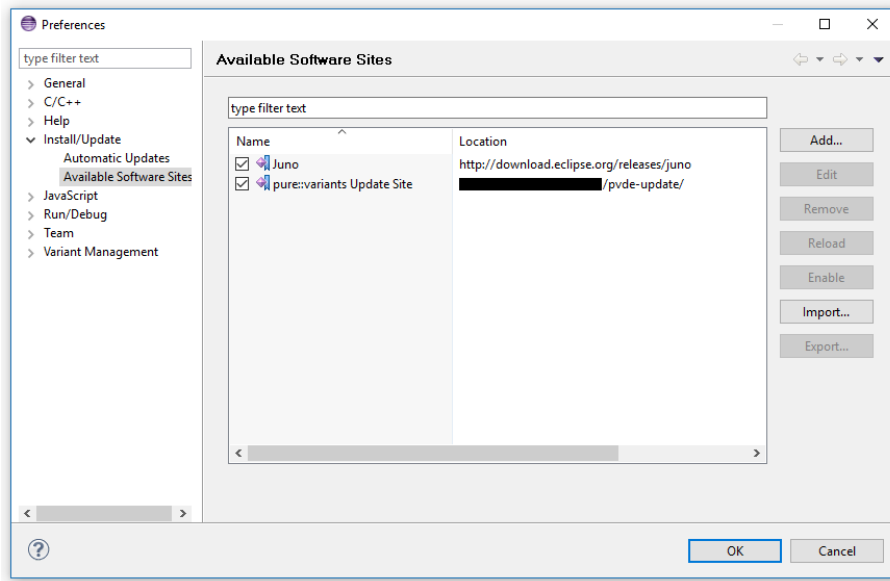 Preferences
type filter text
General
C/C++
Help
Install/Update
Automatic Updates
Available Software Sites
JavaScript
Run/Debug
Team
Variant Management
Available Software Sites
type filter text
Name Location
Juno http://download.eclipse.org/releases/juno
pure::variants Update Site /pvde-update/
Add...
Edit
Remove
Reload
Enable
Import...
Export...
?
OK Cancel